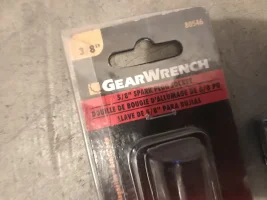 80546
3/8"
GEARWRENCH
5/8" SPARK PLUG SOCKET
DOUILLE DE BOUGIE D'ALLUMAGE DE 5/8 PO
LLAVE DE 5/8" PARA BUJIAS